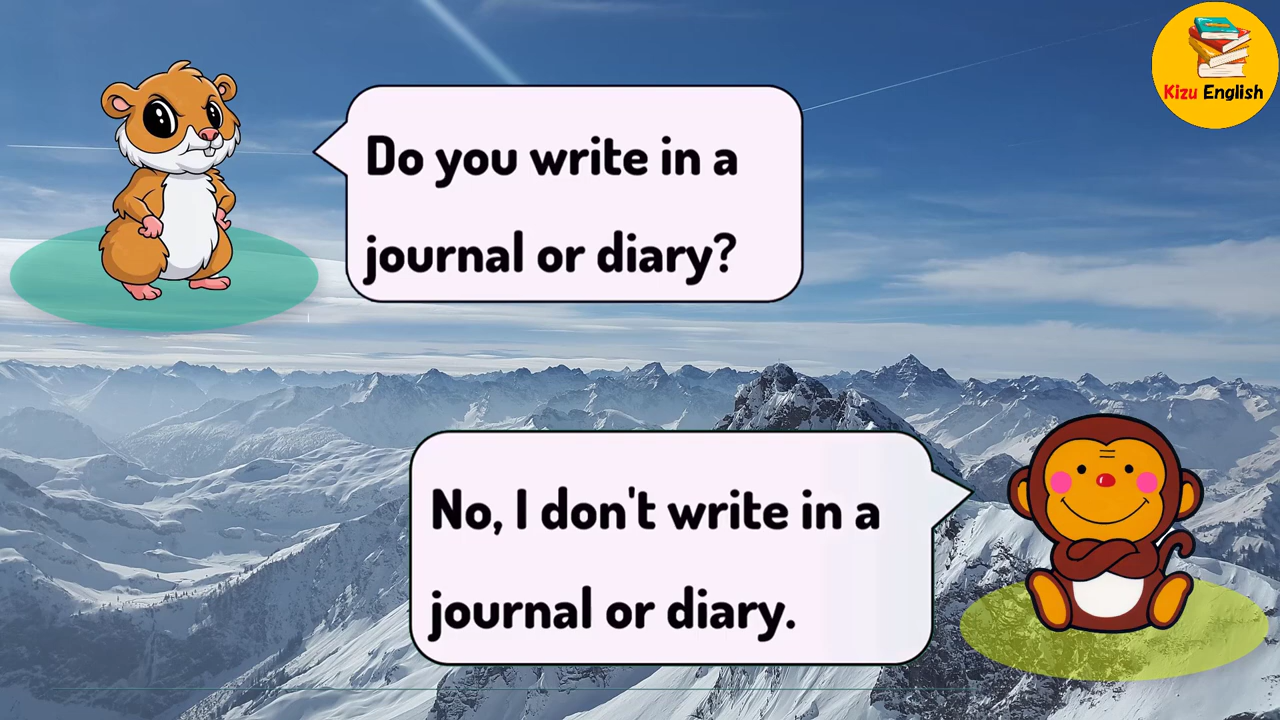 Kizu English
Do you write in a
journal or diary?
No, I don't write in a
journal or diary.